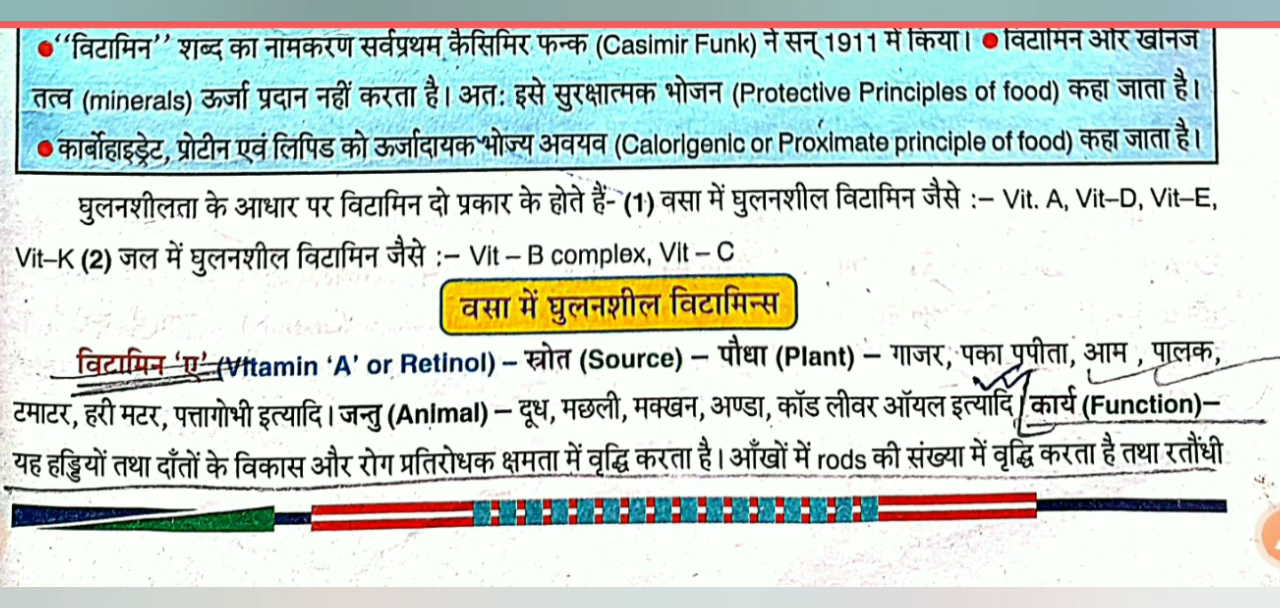 ●‘‘विटामिन’’ शब्द का नामकरण सर्वप्रथम कैसिमिर फन्क (Casimir Funk) ने सन् 1911 में किया। ● विटामिन और खनिज
तत्व (minerals) ऊर्जा प्रदान नहीं करता है। अतः इसे सुरक्षात्मक भोजन (Protective Principles of food) कहा जाता है।
● कार्बोहाइड्रेट, प्रोटीन एवं लिपिड को ऊर्जादायक भोज्य अवयव (Calorigenic or Proximate principle of food) कहा जाता है।
घुलनशीलता के आधार पर विटामिन दो प्रकार के होते हैं- (1) वसा में घुलनशील विटामिन जैसे :– Vit. A, Vit–D, Vit–E,
Vit–K (2) जल में घुलनशील विटामिन जैसे :– Vit – B complex, Vit – C
वसा में घुलनशील विटामिन्स
विटामिन ‘ए’ (Vitamin ‘A’ or Retinol) – स्रोत (Source) – पौधा (Plant) – गाजर, पका पपीता, आम , पालक,
टमाटर, हरी मटर, पत्तागोभी इत्यादि। जन्तु (Animal) – दूध, मछली, मक्खन, अण्डा, कॉड लीवर ऑयल इत्यादि कार्य (Function)–
यह हड्डियों तथा दाँतों के विकास और रोग प्रतिरोधक क्षमता में वृद्धि करता है। आँखों में rods की संख्या में वृद्धि करता है तथा रतौंधी